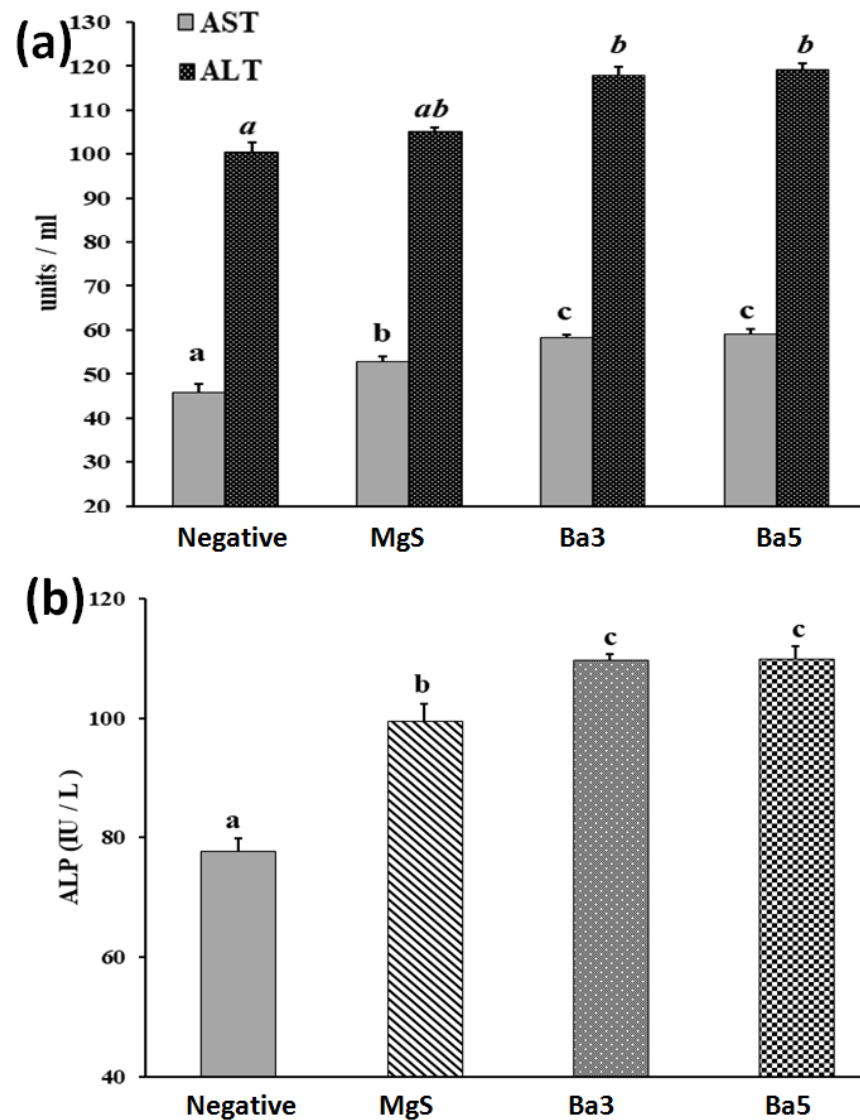 (a)
AST
ALT
units / ml
130
120
110
100
90
80
70
60
50
40
30
20
a
a
b
ab
c
b
c
b
Negative MgS Ba3 Ba5
(b)
ALP (IU / L)
120
100
80
60
40
a
b
c
c
Negative MgS Ba3 Ba5